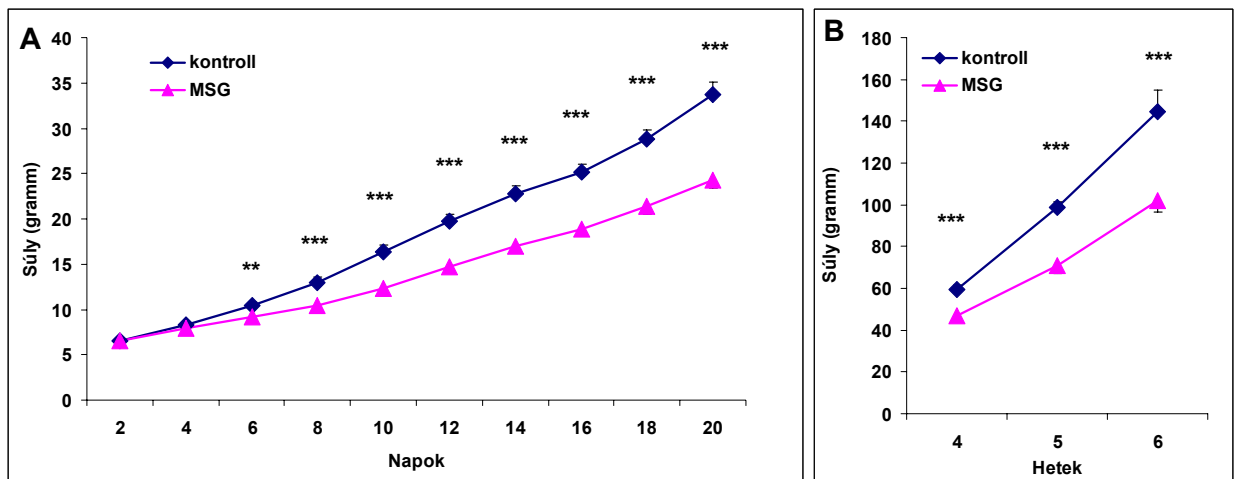 A
kontroll
MSG
Súly (gramm)
40
35
30
25
20
15
10
5
0
** *** *** *** *** *** *** ***
2 4 6 8 10 12 14 16 18 20
Napok
B
kontroll
MSG
Súly (gramm)
180
160
140
120
100
80
60
40
20
0
*** *** ***
4 5 6
Hetek